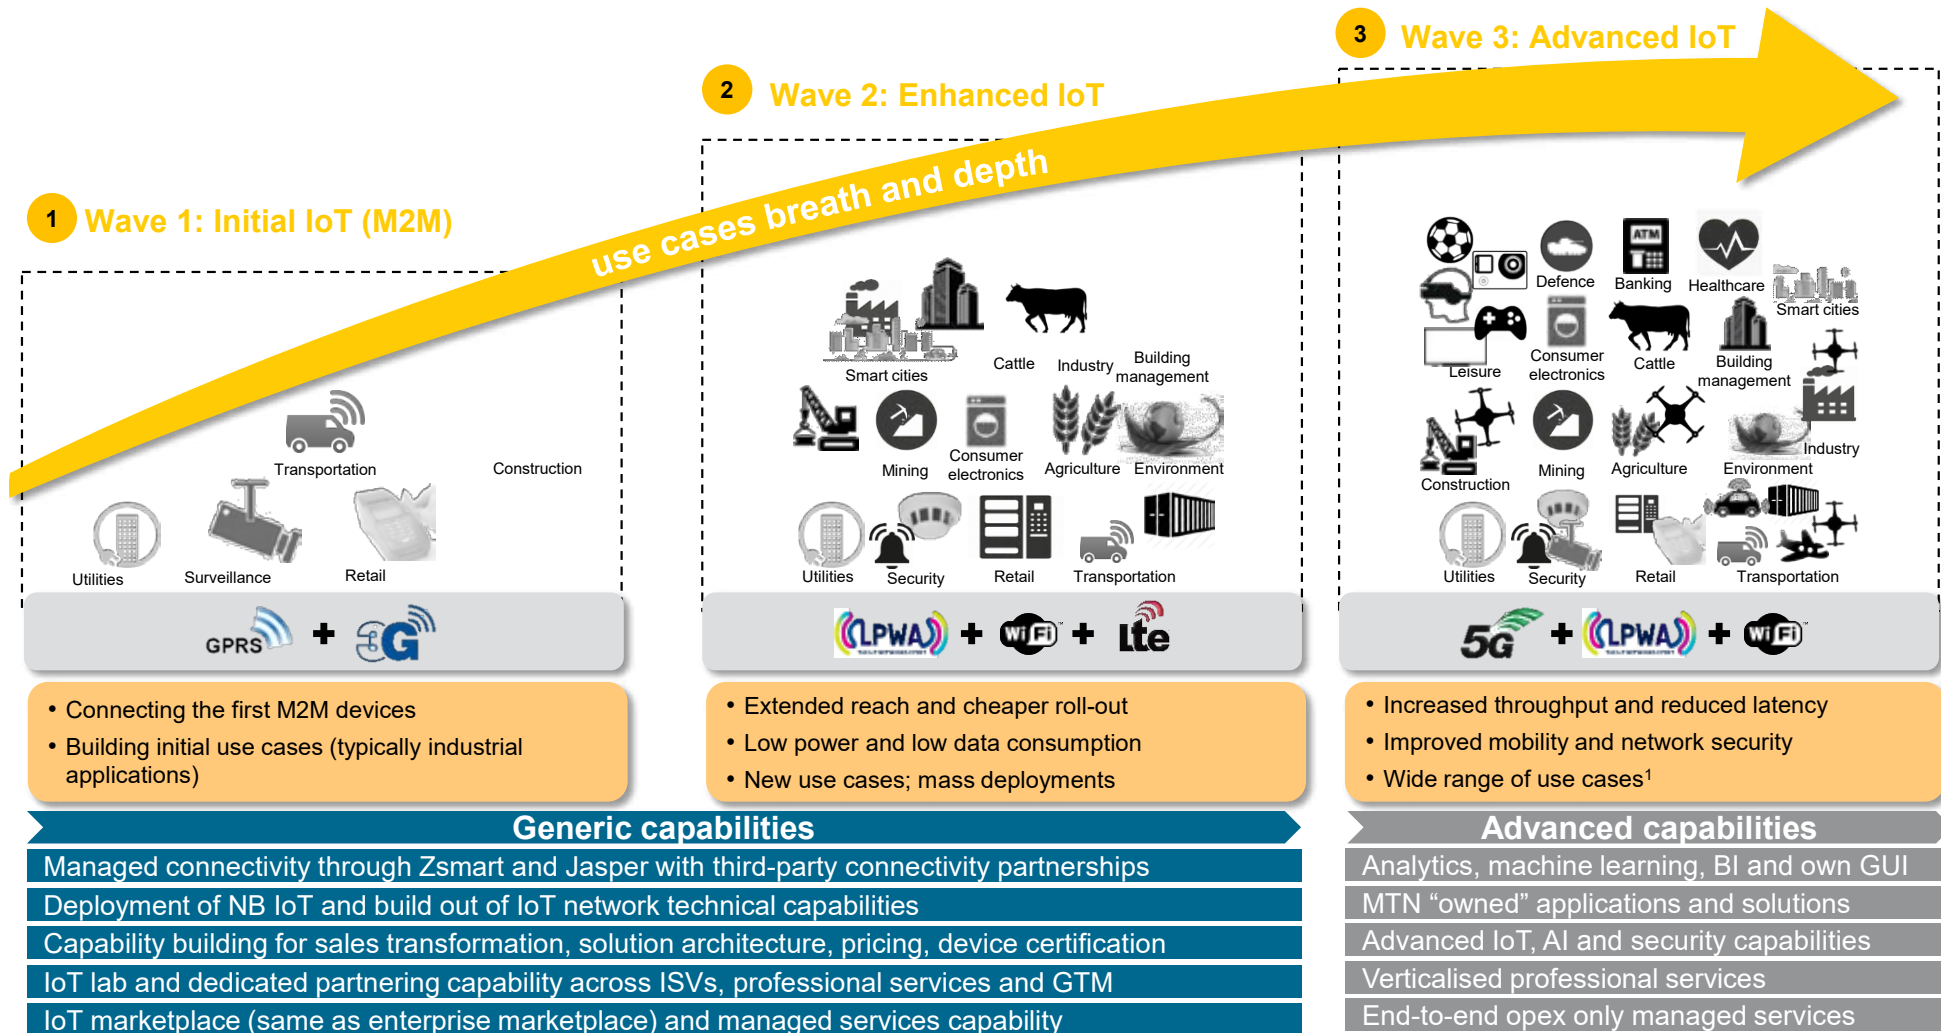 3 Wave 3: Advanced IoT
2 Wave 2: Enhanced IoT
1 Wave 1: Initial IoT (M2M)
use cases breath and depth
Transportation
Construction
Utilities
Surveillance
Retail
GPRS + 3G
• Connecting the first M2M devices
• Building initial use cases (typically industrial
applications)
Smart cities
Cattle
Industry
Building
management
Mining
Consumer
electronics
Agriculture
Environment
Utilities
Security
Retail
Transportation
LPWA + WiFi + Lte
• Extended reach and cheaper roll-out
• Low power and low data consumption
• New use cases; mass deployments
ATM
Defence
Banking
Healthcare
Smart cities
Leisure
Consumer
electronics
Cattle
Building
management
Construction
Mining
Agriculture
Environment
Industry
Utilities
Security
Retail
Transportation
5G + LPWA + WiFi
• Increased throughput and reduced latency
• Improved mobility and network security
• Wide range of use cases1
Generic capabilities
Managed connectivity through Zsmart and Jasper with third-party connectivity partnerships
Deployment of NB IoT and build out of IoT network technical capabilities
Capability building for sales transformation, solution architecture, pricing, device certification
IoT lab and dedicated partnering capability across ISVs, professional services and GTM
IoT marketplace (same as enterprise marketplace) and managed services capability
Advanced capabilities
Analytics, machine learning, BI and own GUI
MTN “owned” applications and solutions
Advanced IoT, AI and security capabilities
Verticalised professional services
End-to-end opex only managed services